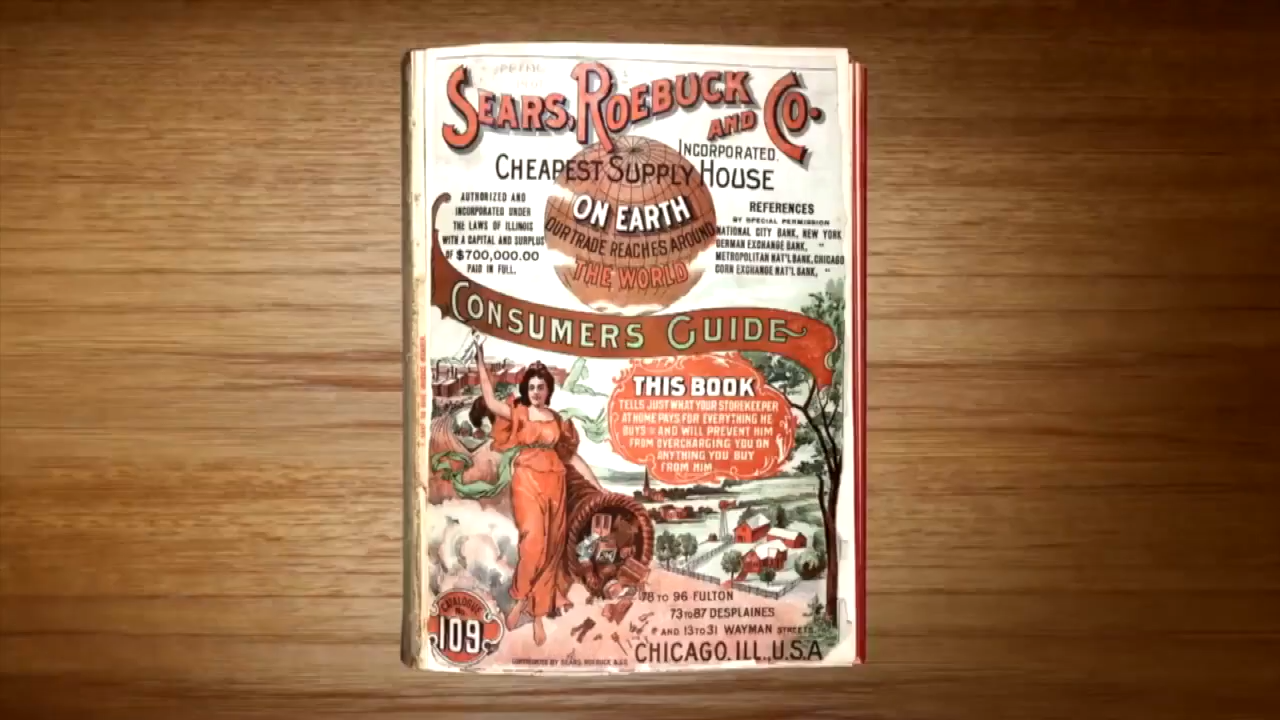 SEARS, ROEBUCK AND CO.
INCORPORATED.
CHEAPEST SUPPLY HOUSE
ON EARTH
OUR TRADE REACHES AROUND
THE WORLD
AUTHORIZED AND
INCORPORATED UNDER
THE LAWS OF ILLINOIS
WITH A CAPITAL AND SURPLUS
OF $700,000.00
PAID IN FULL.
REFERENCES
BY SPECIAL PERMISSION
NATIONAL CITY BANK, NEW YORK
GERMAN EXCHANGE BANK, "
METROPOLITAN NAT'L BANK, CHICAGO
CORN EXCHANGE NAT'L BANK, "
CONSUMERS GUIDE
THIS BOOK
TELLS JUST WHAT YOUR STOREKEEPER
AT HOME PAYS FOR EVERYTHING HE
BUYS AND WILL PREVENT HIM
FROM OVERCHARGING YOU ON
ANYTHING YOU BUY
FROM HIM
78 TO 96 FULTON
73 TO 87 DESPLAINES
AND 13 TO 31 WAYMAN STREETS
CHICAGO, ILL., U.S.A
CATALOGUE
No.
109